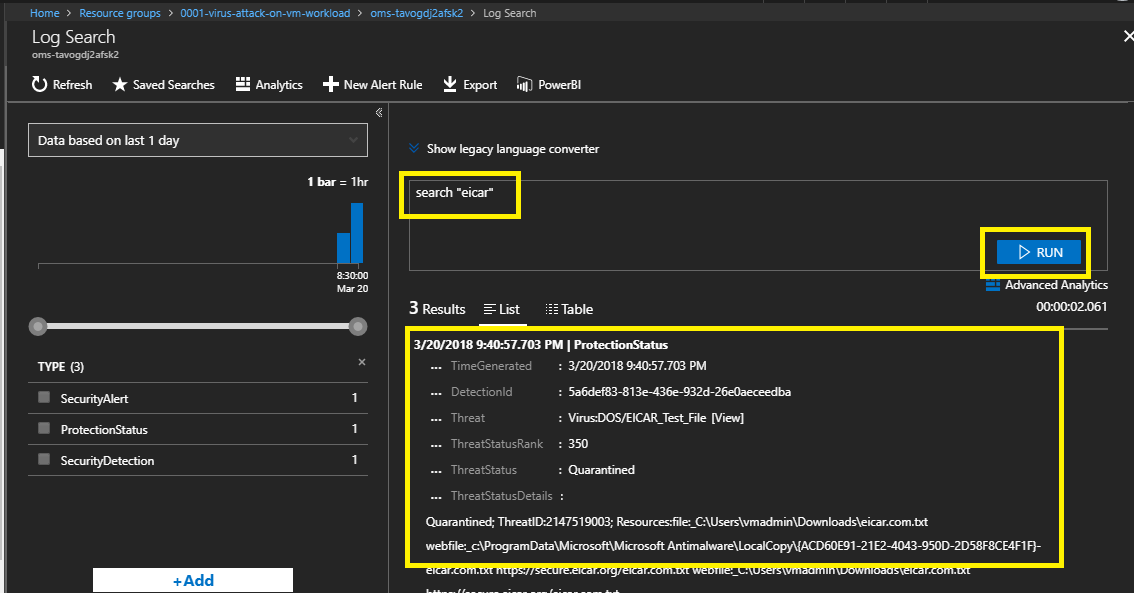 Home > Resource groups > 0001-virus-attack-on-vm-workload > oms-tavogdj2afsk2 > Log Search
Log Search
oms-tavogdj2afsk2
Refresh Saved Searches Analytics New Alert Rule Export PowerBI
Data based on last 1 day
1 bar = 1hr
8:30:00
Mar 20
TYPE (3)
SecurityAlert 1
ProtectionStatus 1
SecurityDetection 1
+Add
Show legacy language converter
search "eicar"
RUN
Advanced Analytics
3 Results List Table 00:00:02.061
3/20/2018 9:40:57.703 PM | ProtectionStatus
... TimeGenerated : 3/20/2018 9:40:57.703 PM
... DetectionId : 5a6def83-813e-436e-932d-26e0aeceedba
... Threat : Virus:DOS/EICAR_Test_File [View]
... ThreatStatusRank : 350
... ThreatStatus : Quarantined
... ThreatStatusDetails :
Quarantined; ThreatID:2147519003; Resources:file:_C:\Users\vmadmin\Downloads\eicar.com.txt
webfile:_c:\ProgramData\Microsoft\Microsoft Antimalware\LocalCopy\{ACD60E91-21E2-4043-950D-2D58F8CE4F1F}-
eicar.com.txt https://secure.eicar.org/eicar.com.txt webfile:_C:\Users\vmadmin\Downloads\eicar.com.txt
https://secure.eicar.org/eicar.com.txt